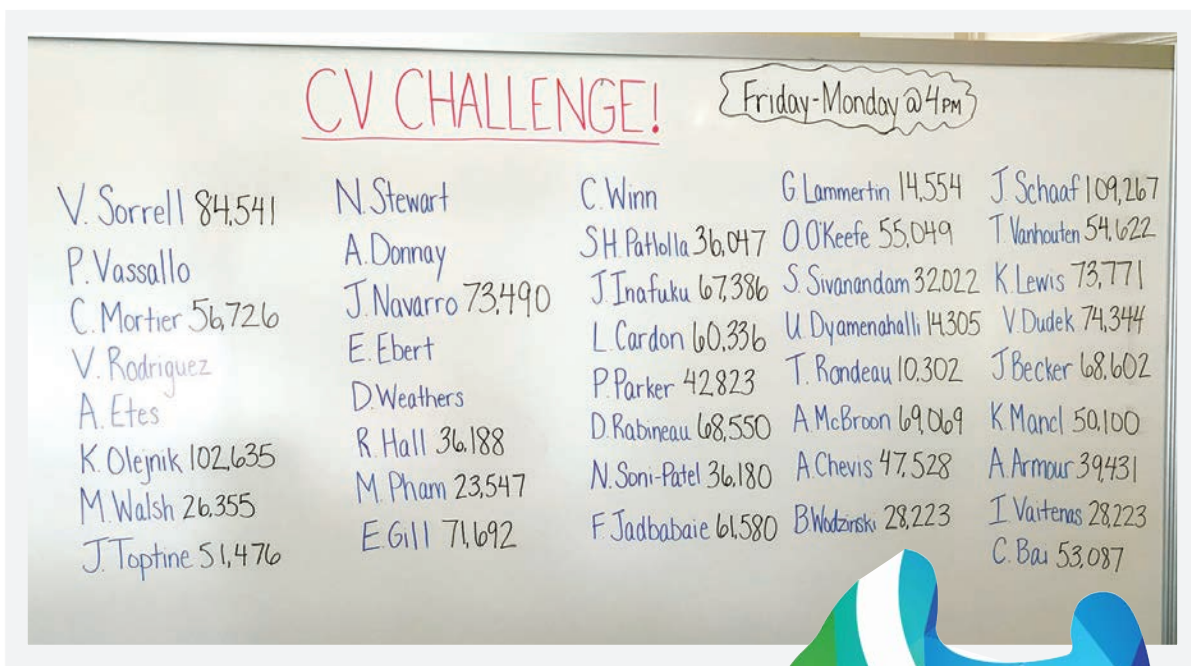 CV CHALLENGE!
Friday-Monday @ 4PM
V. Sorrell 84,541
P. Vassallo
C. Mortier 56,726
V. Rodriguez
A. Etes
K. Olejnik 102,635
M. Walsh 26,355
J. Toptine 51,476
N. Stewart
A. Donnay
J. Navarro 73,490
E. Ebert
D. Weathers
R. Hall 36,188
M. Pham 23,547
E. Gill 71,692
C. Winn
SH. Patlolla 36,047
J. Inafuku 67,386
L. Cardon 60,336
P. Parker 42823
D. Rabineau 68,550
N. Soni-Patel 36,180
F. Jadbabaie 61,580
G. Lammertin 14,554
O. O'Keefe 55,049
S. Sivanandam 32,022
U. Dyamenahalli 14,305
T. Rondeau 10,302
A. McBroon 69,069
A. Chevis 47,528
B. Wodzinski 28,223
J. Schaaf 109,267
T. Vanhouten 54,622
K. Lewis 73,771
V. Dudek 74,344
J. Becker 68,602
K. Mancl 50,100
A. Armour 39,431
I. Vaitenas 28,223
C. Bai 53,087